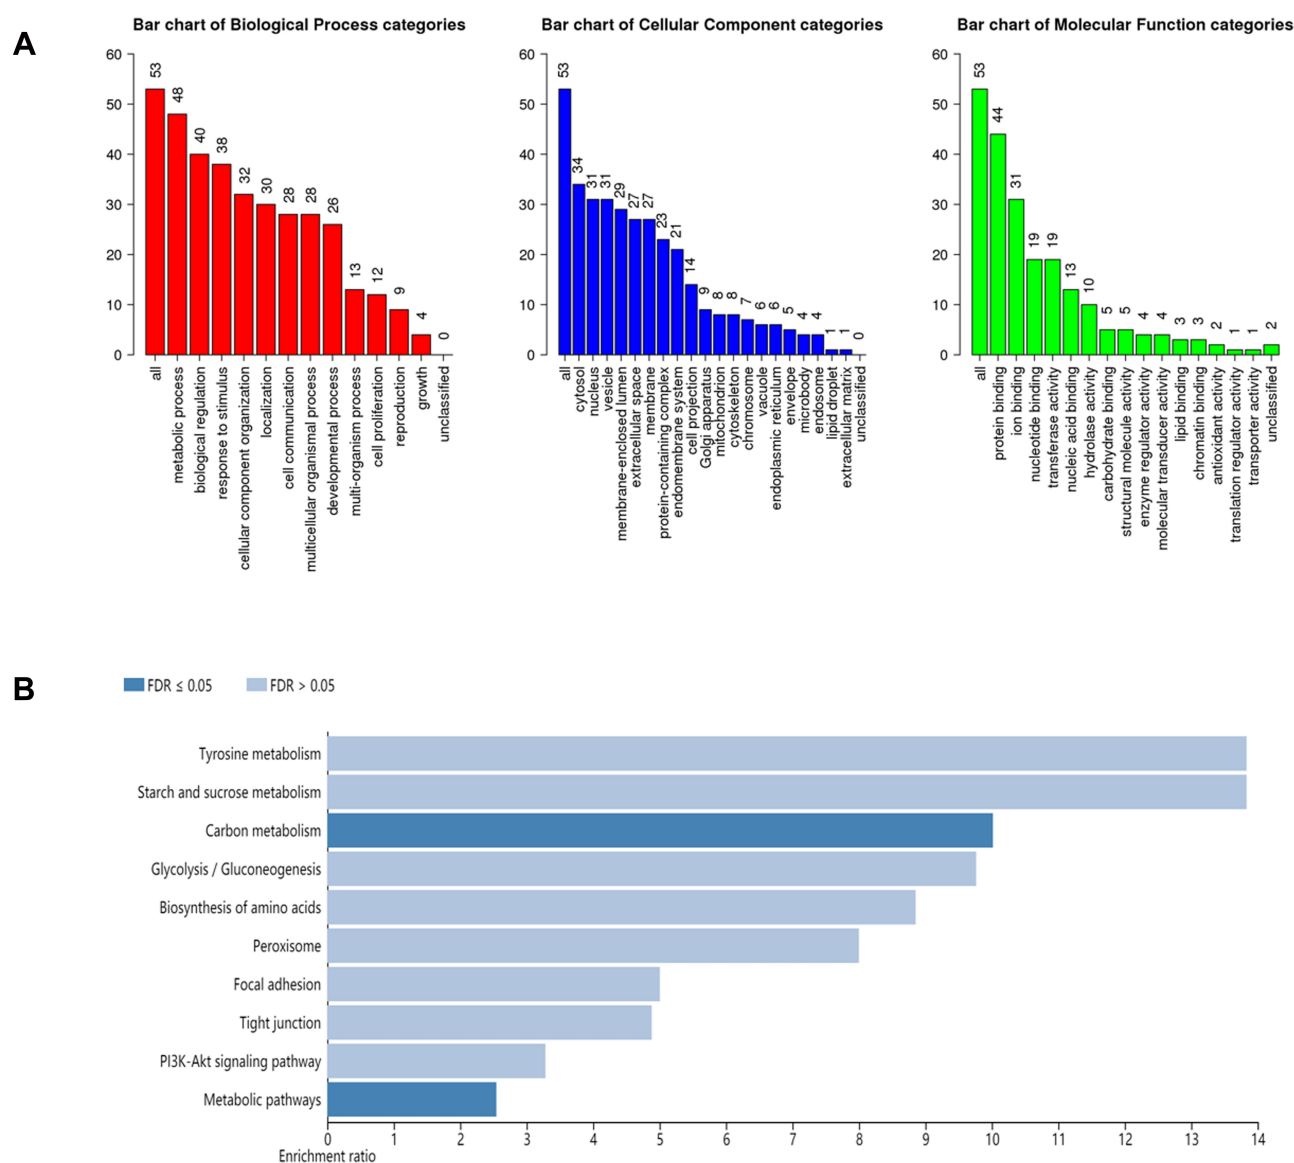 A
Bar chart of Biological Process categories
60
50
40
30
20
10
0
53
48
40
38
32
30
28
28
26
13
12
9
4
0
all
metabolic process
biological regulation
response to stimulus
cellular component organization
localization
cell communication
multicellular organismal process
developmental process
multi-organism process
cell proliferation
reproduction
growth
unclassified
Bar chart of Cellular Component categories
60
50
40
30
20
10
0
53
34
31
31
29
27
27
23
21
14
9
8
8
7
6
6
5
4
4
1
1
0
all
cytosol
nucleus
vesicle
membrane-enclosed lumen
extracellular space
membrane
protein-containing complex
endomembrane system
cell projection
Golgi apparatus
mitochondrion
cytoskeleton
chromosome
vacuole
endoplasmic reticulum
envelope
microbody
endosome
lipid droplet
extracellular matrix
unclassified
Bar chart of Molecular Function categories
60
50
40
30
20
10
0
53
44
31
19
19
13
10
5
5
4
4
3
3
2
1
1
2
all
protein binding
ion binding
nucleotide binding
transferase activity
nucleic acid binding
hydrolase activity
carbohydrate binding
structural molecule activity
enzyme regulator activity
molecular transducer activity
lipid binding
chromatin binding
antioxidant activity
translation regulator activity
transporter activity
unclassified
B
FDR ≤ 0.05
FDR > 0.05
Tyrosine metabolism
Starch and sucrose metabolism
Carbon metabolism
Glycolysis / Gluconeogenesis
Biosynthesis of amino acids
Peroxisome
Focal adhesion
Tight junction
PI3K-Akt signaling pathway
Metabolic pathways
0 1 2 3 4 5 6 7 8 9 10 11 12 13 14
Enrichment ratio